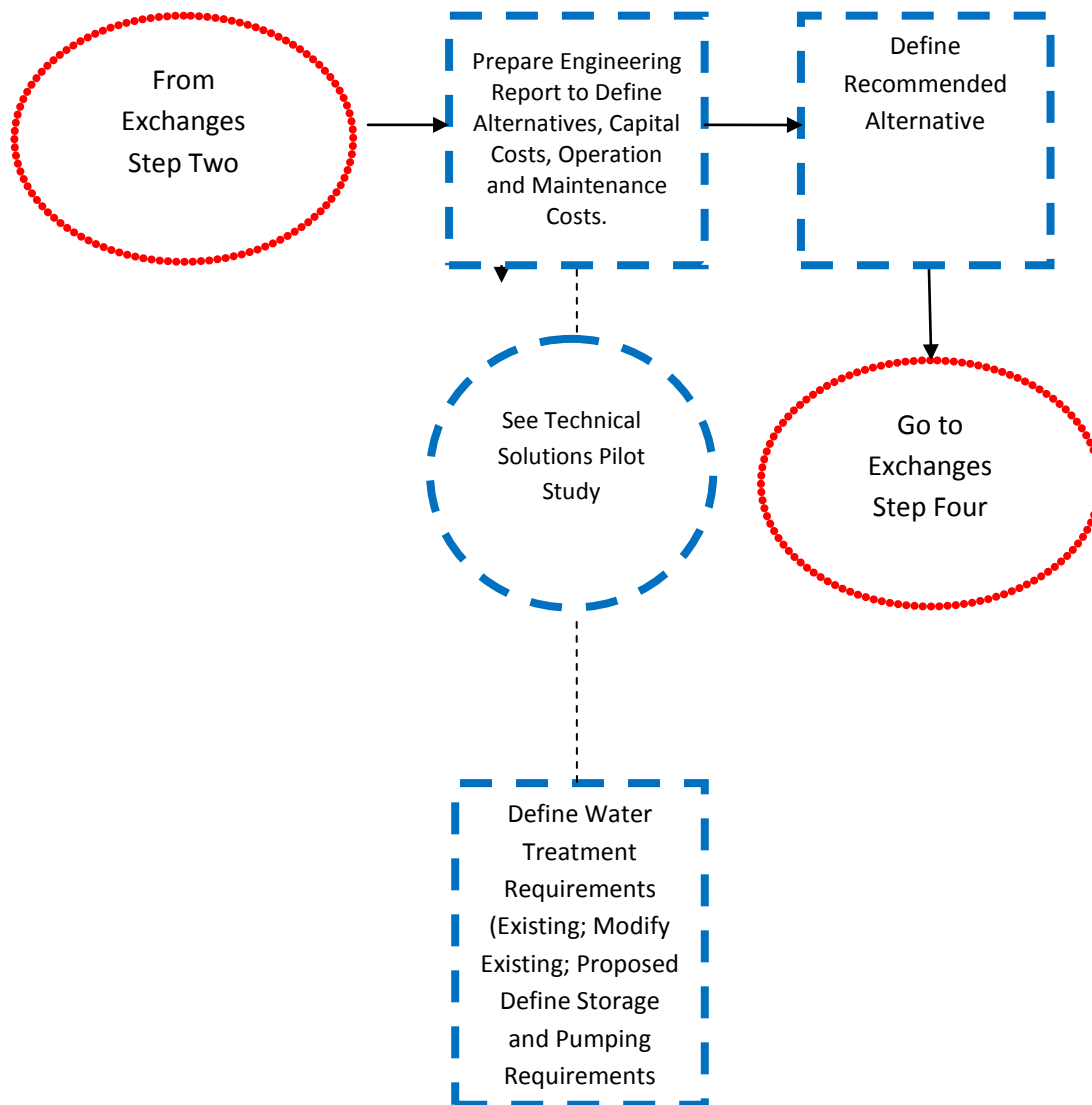 From
Exchanges
Step Two
Prepare Engineering
Report to Define
Alternatives, Capital
Costs, Operation
and Maintenance
Costs.
Define
Recommended
Alternative
See Technical
Solutions Pilot
Study
Go to
Exchanges
Step Four
Define Water
Treatment
Requirements
(Existing; Modify
Existing; Proposed
Define Storage
and Pumping
Requirements